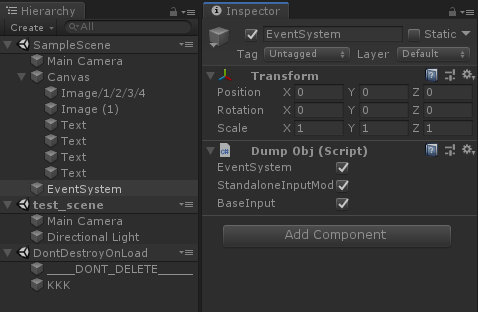 Hierarchy
Create
All
SampleScene
Main Camera
Canvas
Image/1/2/3/4
Image (1)
Text
Text
Text
Text
EventSystem
test_scene
Main Camera
Directional Light
DontDestroyOnLoad
_____DONT_DELETE______
KKK
Inspector
EventSystem Static
Tag Untagged Layer Default
Transform
Position X 0 Y 0 Z 0
Rotation X 0 Y 0 Z 0
Scale X 1 Y 1 Z 1
Dump Obj (Script)
EventSystem
StandaloneInputMod
BaseInput
Add Component